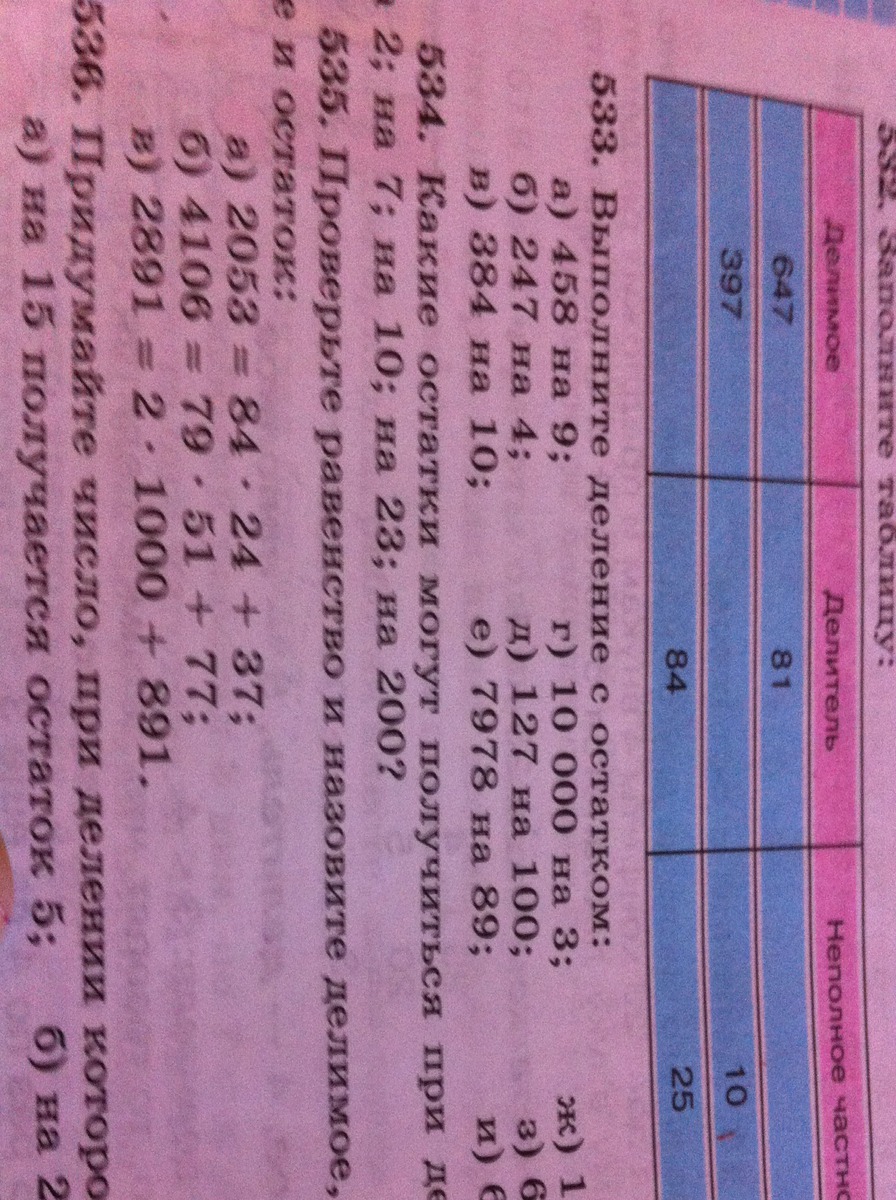 532. Заполните таблицу:
Делимое Делитель Неполное частн
647 81
397 10
84 25
533. Выполните деление с остатком:
а) 458 на 9; г) 10 000 на 3; ж) 1
б) 247 на 4; д) 127 на 100; з) 6
в) 384 на 10; е) 7978 на 89; и) 6
534. Какие остатки могут получиться при де
2; на 7; на 10; на 23; на 200?
535. Проверьте равенство и назовите делимое,
е и остаток:
а) 2053 = 84 · 24 + 37;
б) 4106 = 79 · 51 + 77;
в) 2891 = 2 · 1000 + 891.
536. Придумайте число, при делении которо
а) на 15 получается остаток 5; б) на 2